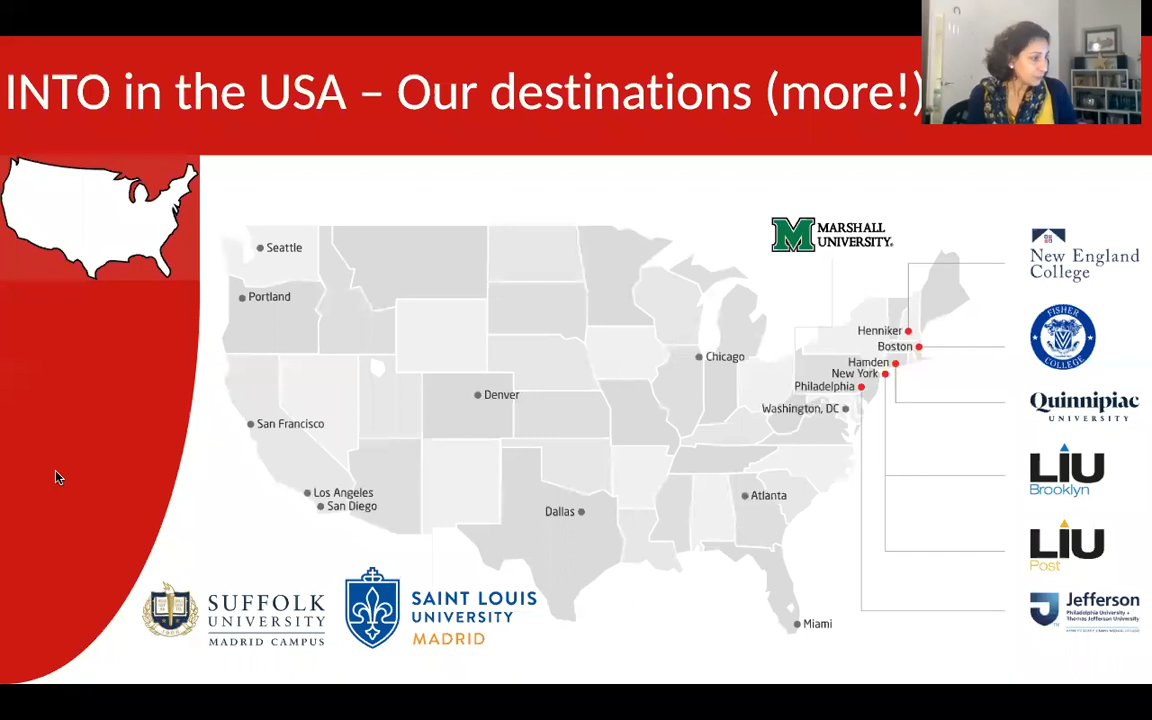 INTO in the USA – Our destinations (more!)
MARSHALL
UNIVERSITY.
Seattle
Portland
Chicago
Denver
San Francisco
Los Angeles
San Diego
Dallas
Atlanta
Miami
Henniker
Boston
Hamden
New York
Philadelphia
Washington, DC
New England
College
FISHER
COLLEGE
Quinnipiac
UNIVERSITY
LIU
Brooklyn
LIU
Post
Jefferson
Philadelphia University +
Thomas Jefferson University
SUFFOLK
UNIVERSITY
MADRID CAMPUS
SAINT LOUIS
UNIVERSITY
MADRID